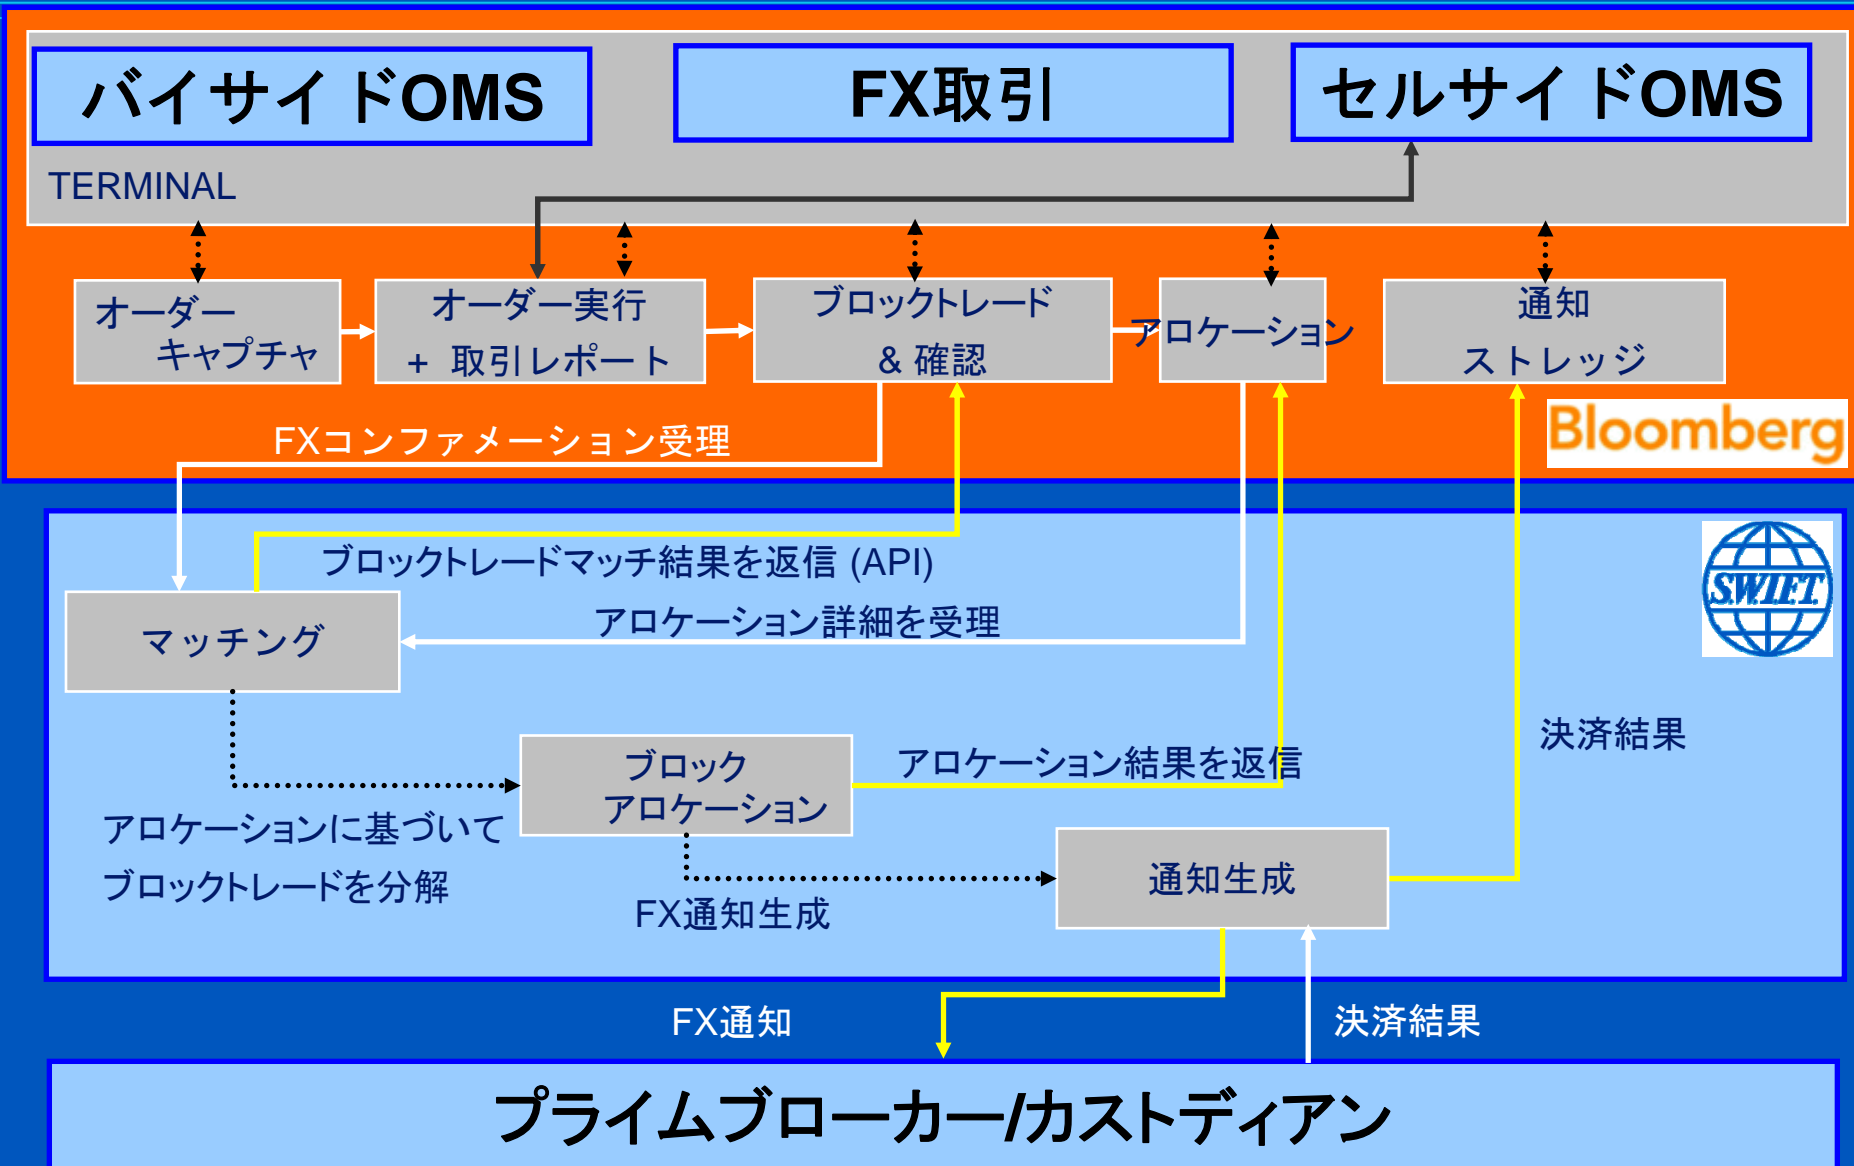 バイサイドOMS
FX取引
セルサイドOMS
TERMINAL
オーダー
キャプチャ
オーダー実行
+ 取引レポート
ブロックトレード
& 確認
アロケーション
通知
ストレッジ
Bloomberg
FXコンファメーション受理
ブロックトレードマッチ結果を返信 (API)
SWIFT
アロケーション詳細を受理
マッチング
決済結果
ブロック
アロケーション
アロケーション結果を返信
アロケーションに基づいて
ブロックトレードを分解
通知生成
FX通知生成
FX通知
決済結果
プライムブローカー/カストディアン